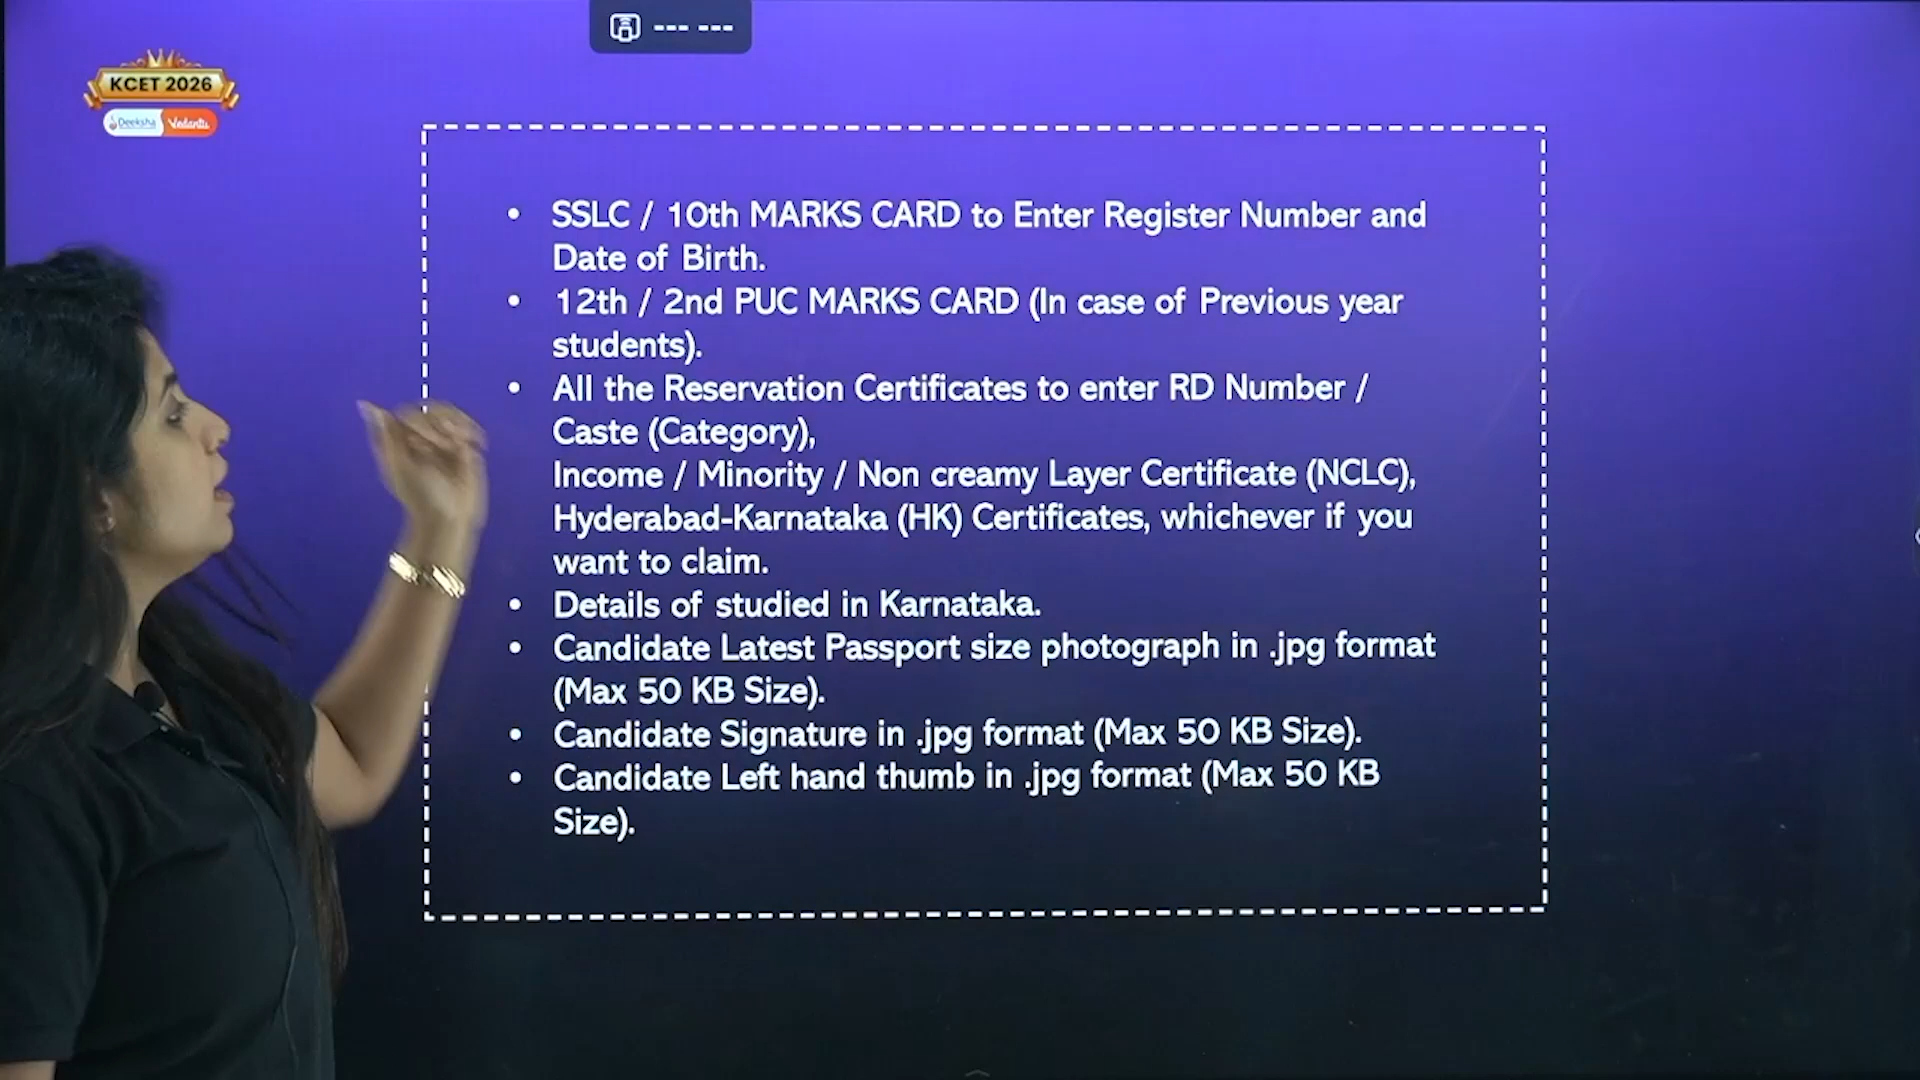 --- ---
KCET 2026
Deeksha Vedantu
• SSLC / 10th MARKS CARD to Enter Register Number and
Date of Birth.
• 12th / 2nd PUC MARKS CARD (In case of Previous year
students).
• All the Reservation Certificates to enter RD Number /
Caste (Category),
Income / Minority / Non creamy Layer Certificate (NCLC),
Hyderabad-Karnataka (HK) Certificates, whichever if you
want to claim.
• Details of studied in Karnataka.
• Candidate Latest Passport size photograph in .jpg format
(Max 50 KB Size).
• Candidate Signature in .jpg format (Max 50 KB Size).
• Candidate Left hand thumb in .jpg format (Max 50 KB
Size).